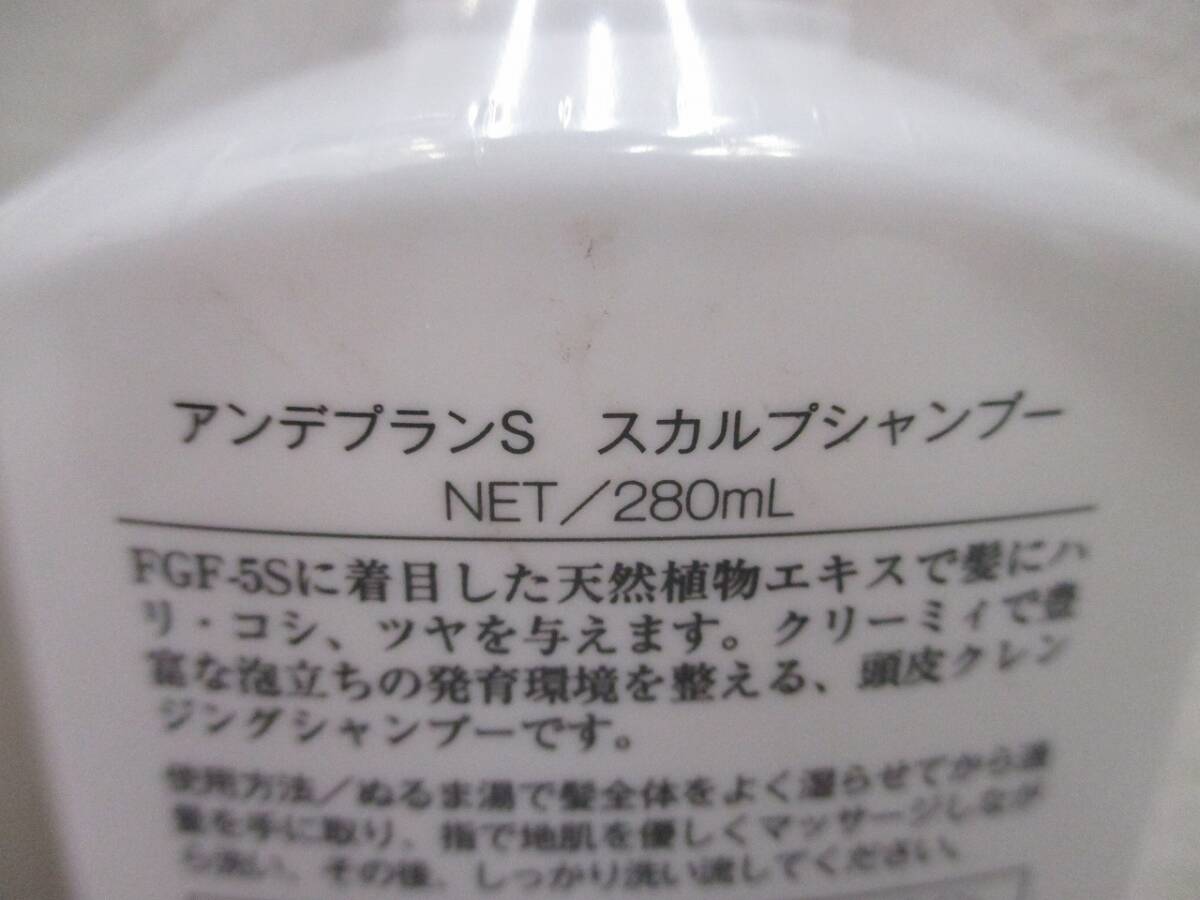 アンデプランS　スカルプシャンプー
NET/280mL
FGF-5Sに着目した天然植物エキスで髪にハ
リ・コシ、ツヤを与えます。クリーミィで豊
富な泡立ちの発育環境を整える、頭皮クレン
ジングシャンプーです。
使用方法/ぬるま湯で髪全体をよく湿らせてから適
量を手に取り、指で地肌を優しくマッサージしなが
ら洗い、その後、しっかり洗い流してください。